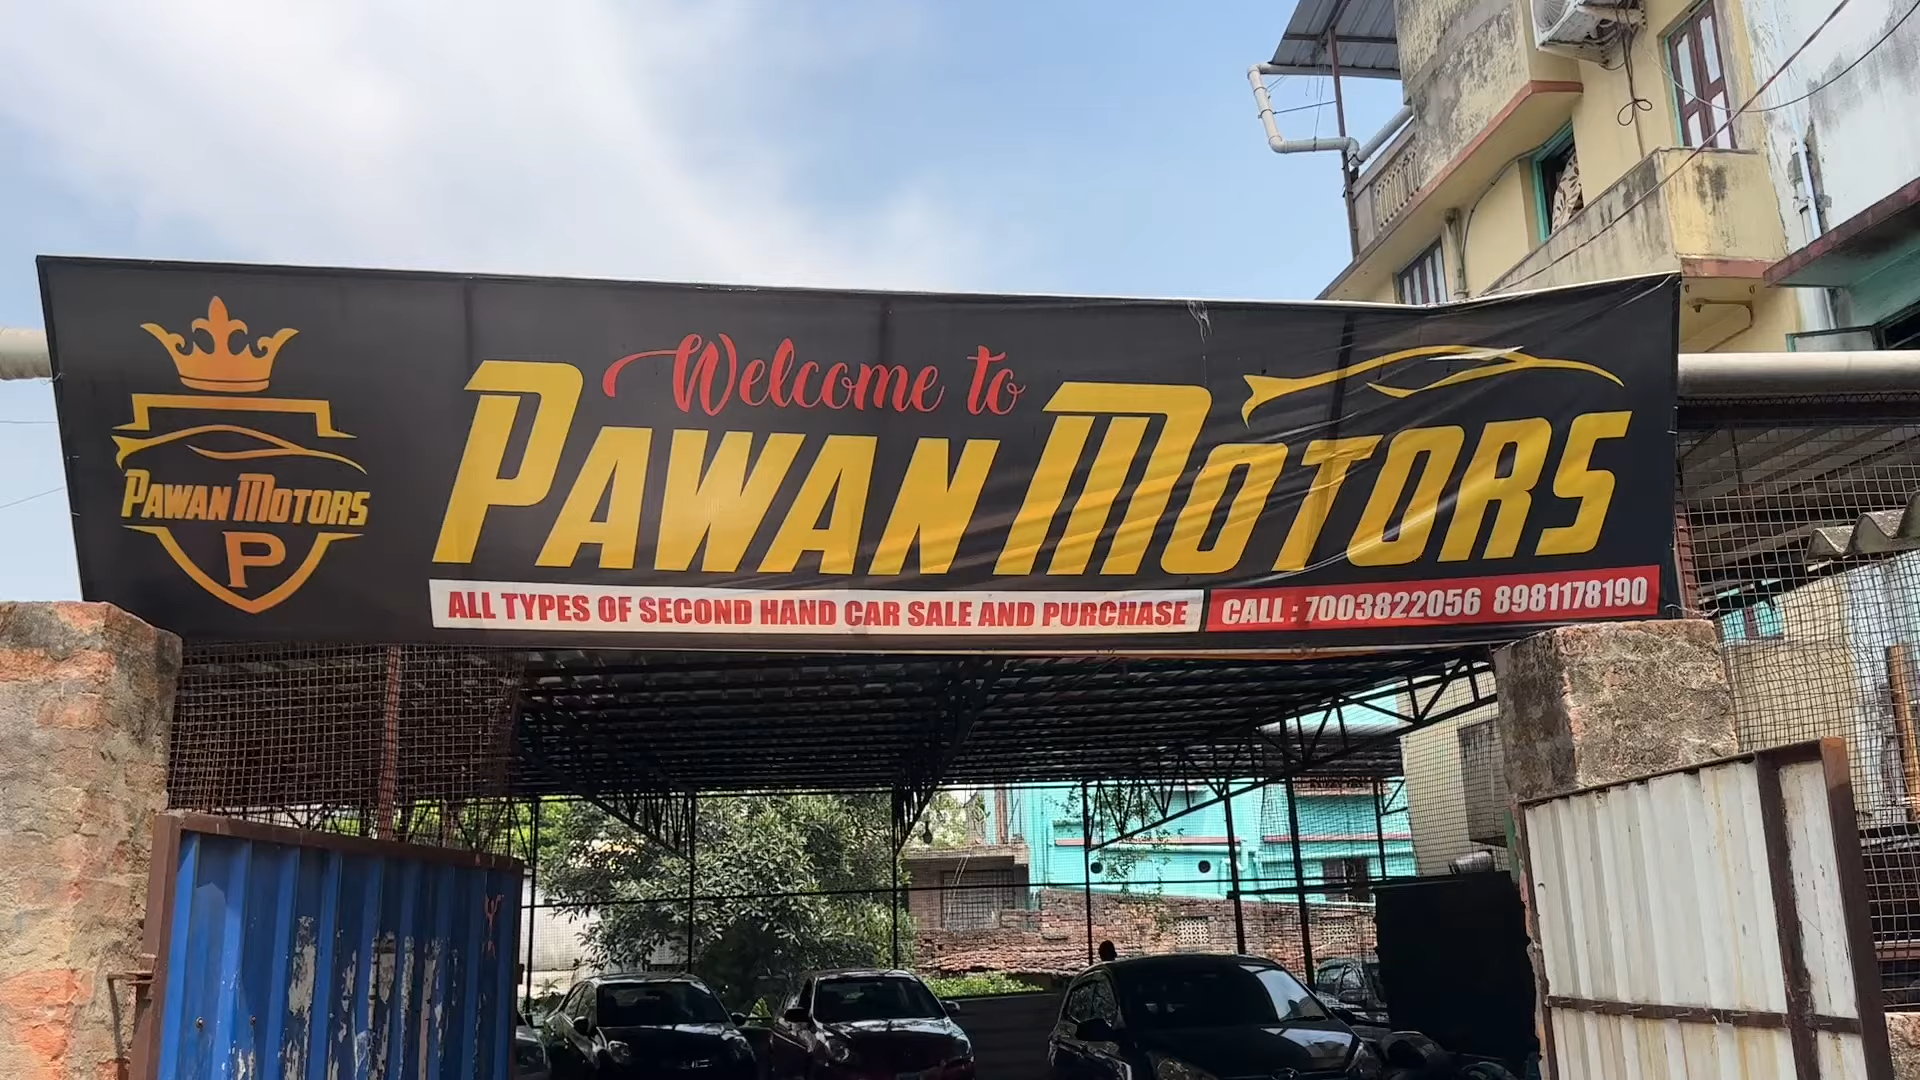 PAWAN MOTORS
P
Welcome to
PAWAN MOTORS
ALL TYPES OF SECOND HAND CAR SALE AND PURCHASE
CALL : 7003822056 8981178190